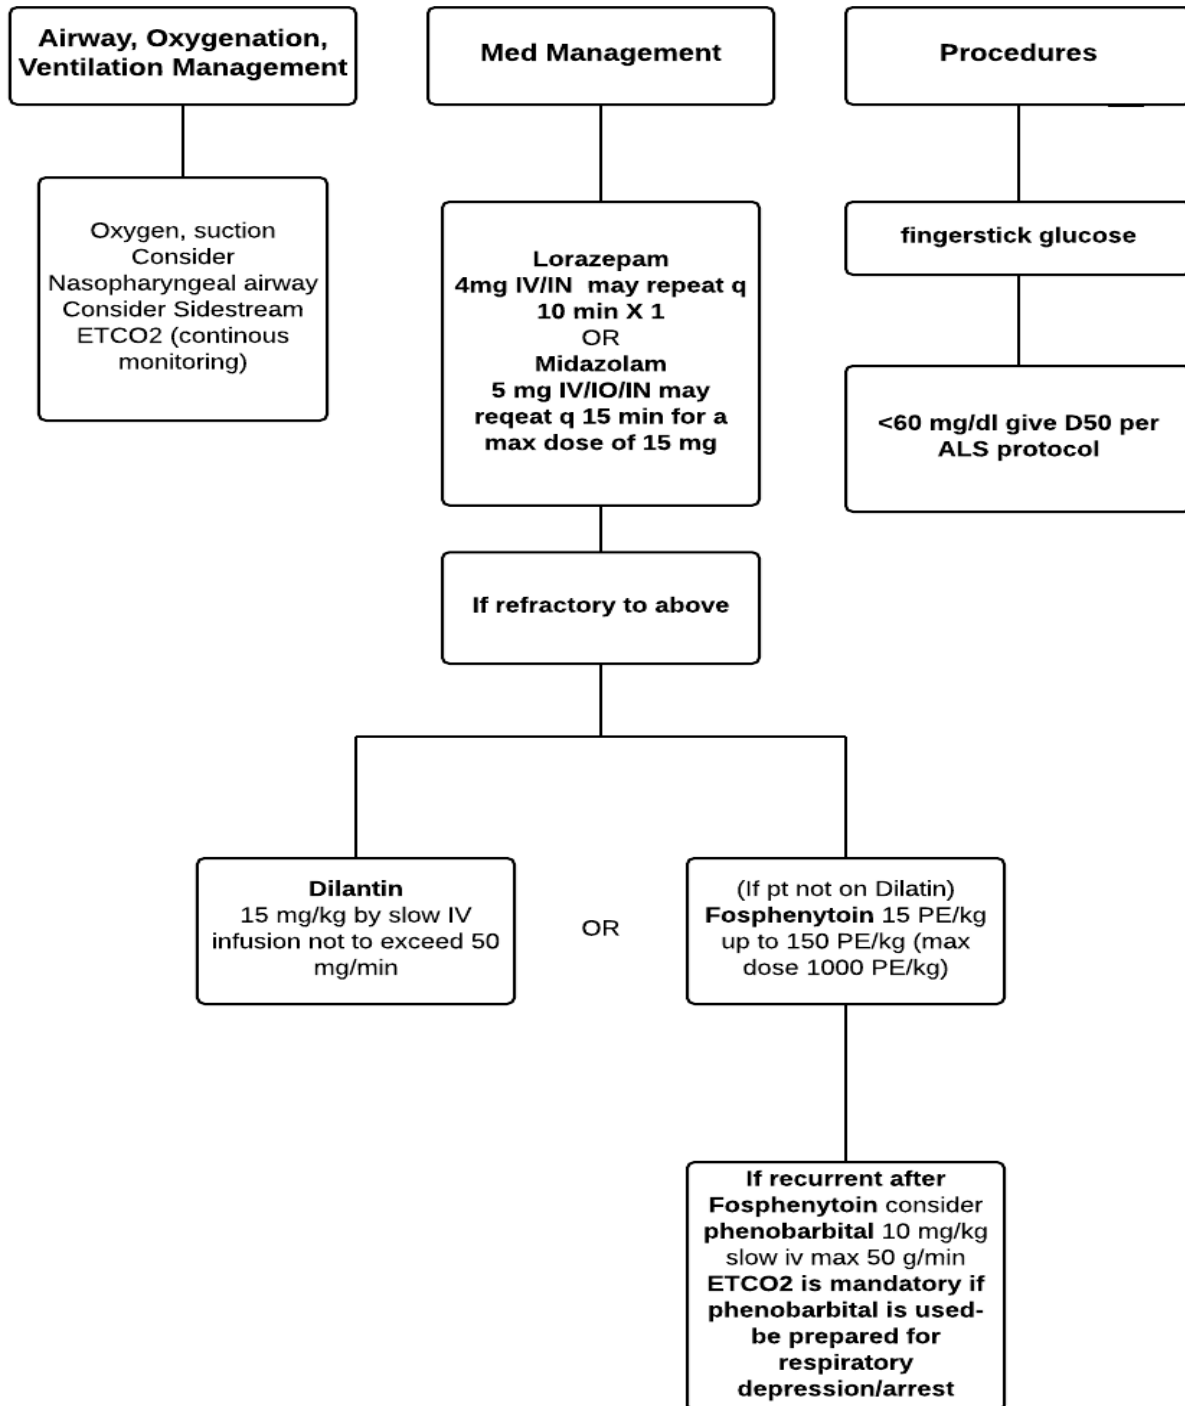 Airway, Oxygenation,
Ventilation Management
Oxygen, suction
Consider
Nasopharyngeal airway
Consider Sidestream
ETCO2 (continous
monitoring)
Med Management
Lorazepam
4mg IV/IN may repeat q
10 min X 1
OR
Midazolam
5 mg IV/IO/IN may
reqeat q 15 min for a
max dose of 15 mg
If refractory to above
Dilantin
15 mg/kg by slow IV
infusion not to exceed 50
mg/min
OR
(If pt not on Dilatin)
Fosphenytoin 15 PE/kg
up to 150 PE/kg (max
dose 1000 PE/kg)
If recurrent after
Fosphenytoin consider
phenobarbital 10 mg/kg
slow iv max 50 g/min
ETCO2 is mandatory if
phenobarbital is used-
be prepared for
respiratory
depression/arrest
Procedures
fingerstick glucose
<60 mg/dl give D50 per
ALS protocol